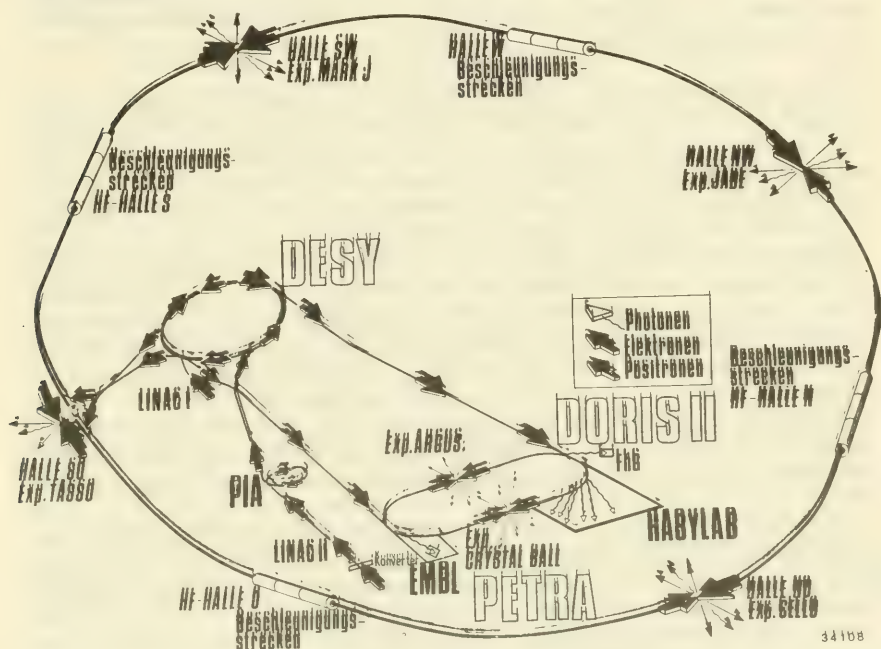 HALLE SW
Exp. MARK J
HALLE W
Beschleunigungs-
strecken
HALLE NW
Exp. JADE
Beschleunigungs-
strecken
HF-HALLE S
DESY
Photonen
Elektronen
Positronen
Beschleunigungs-
strecken
HF-HALLE N
LINAC I
Exp. ARGUS
DORIS II
FhG
HALLE SO
Exp. TASSO
PIA
HASYLAB
LINAC II
Konverter
EMBL
Exp.
CRYSTAL BALL
HF-HALLE O
Beschleunigungs-
strecken
PETRA
HALLE NO
Exp. CELLO
34188